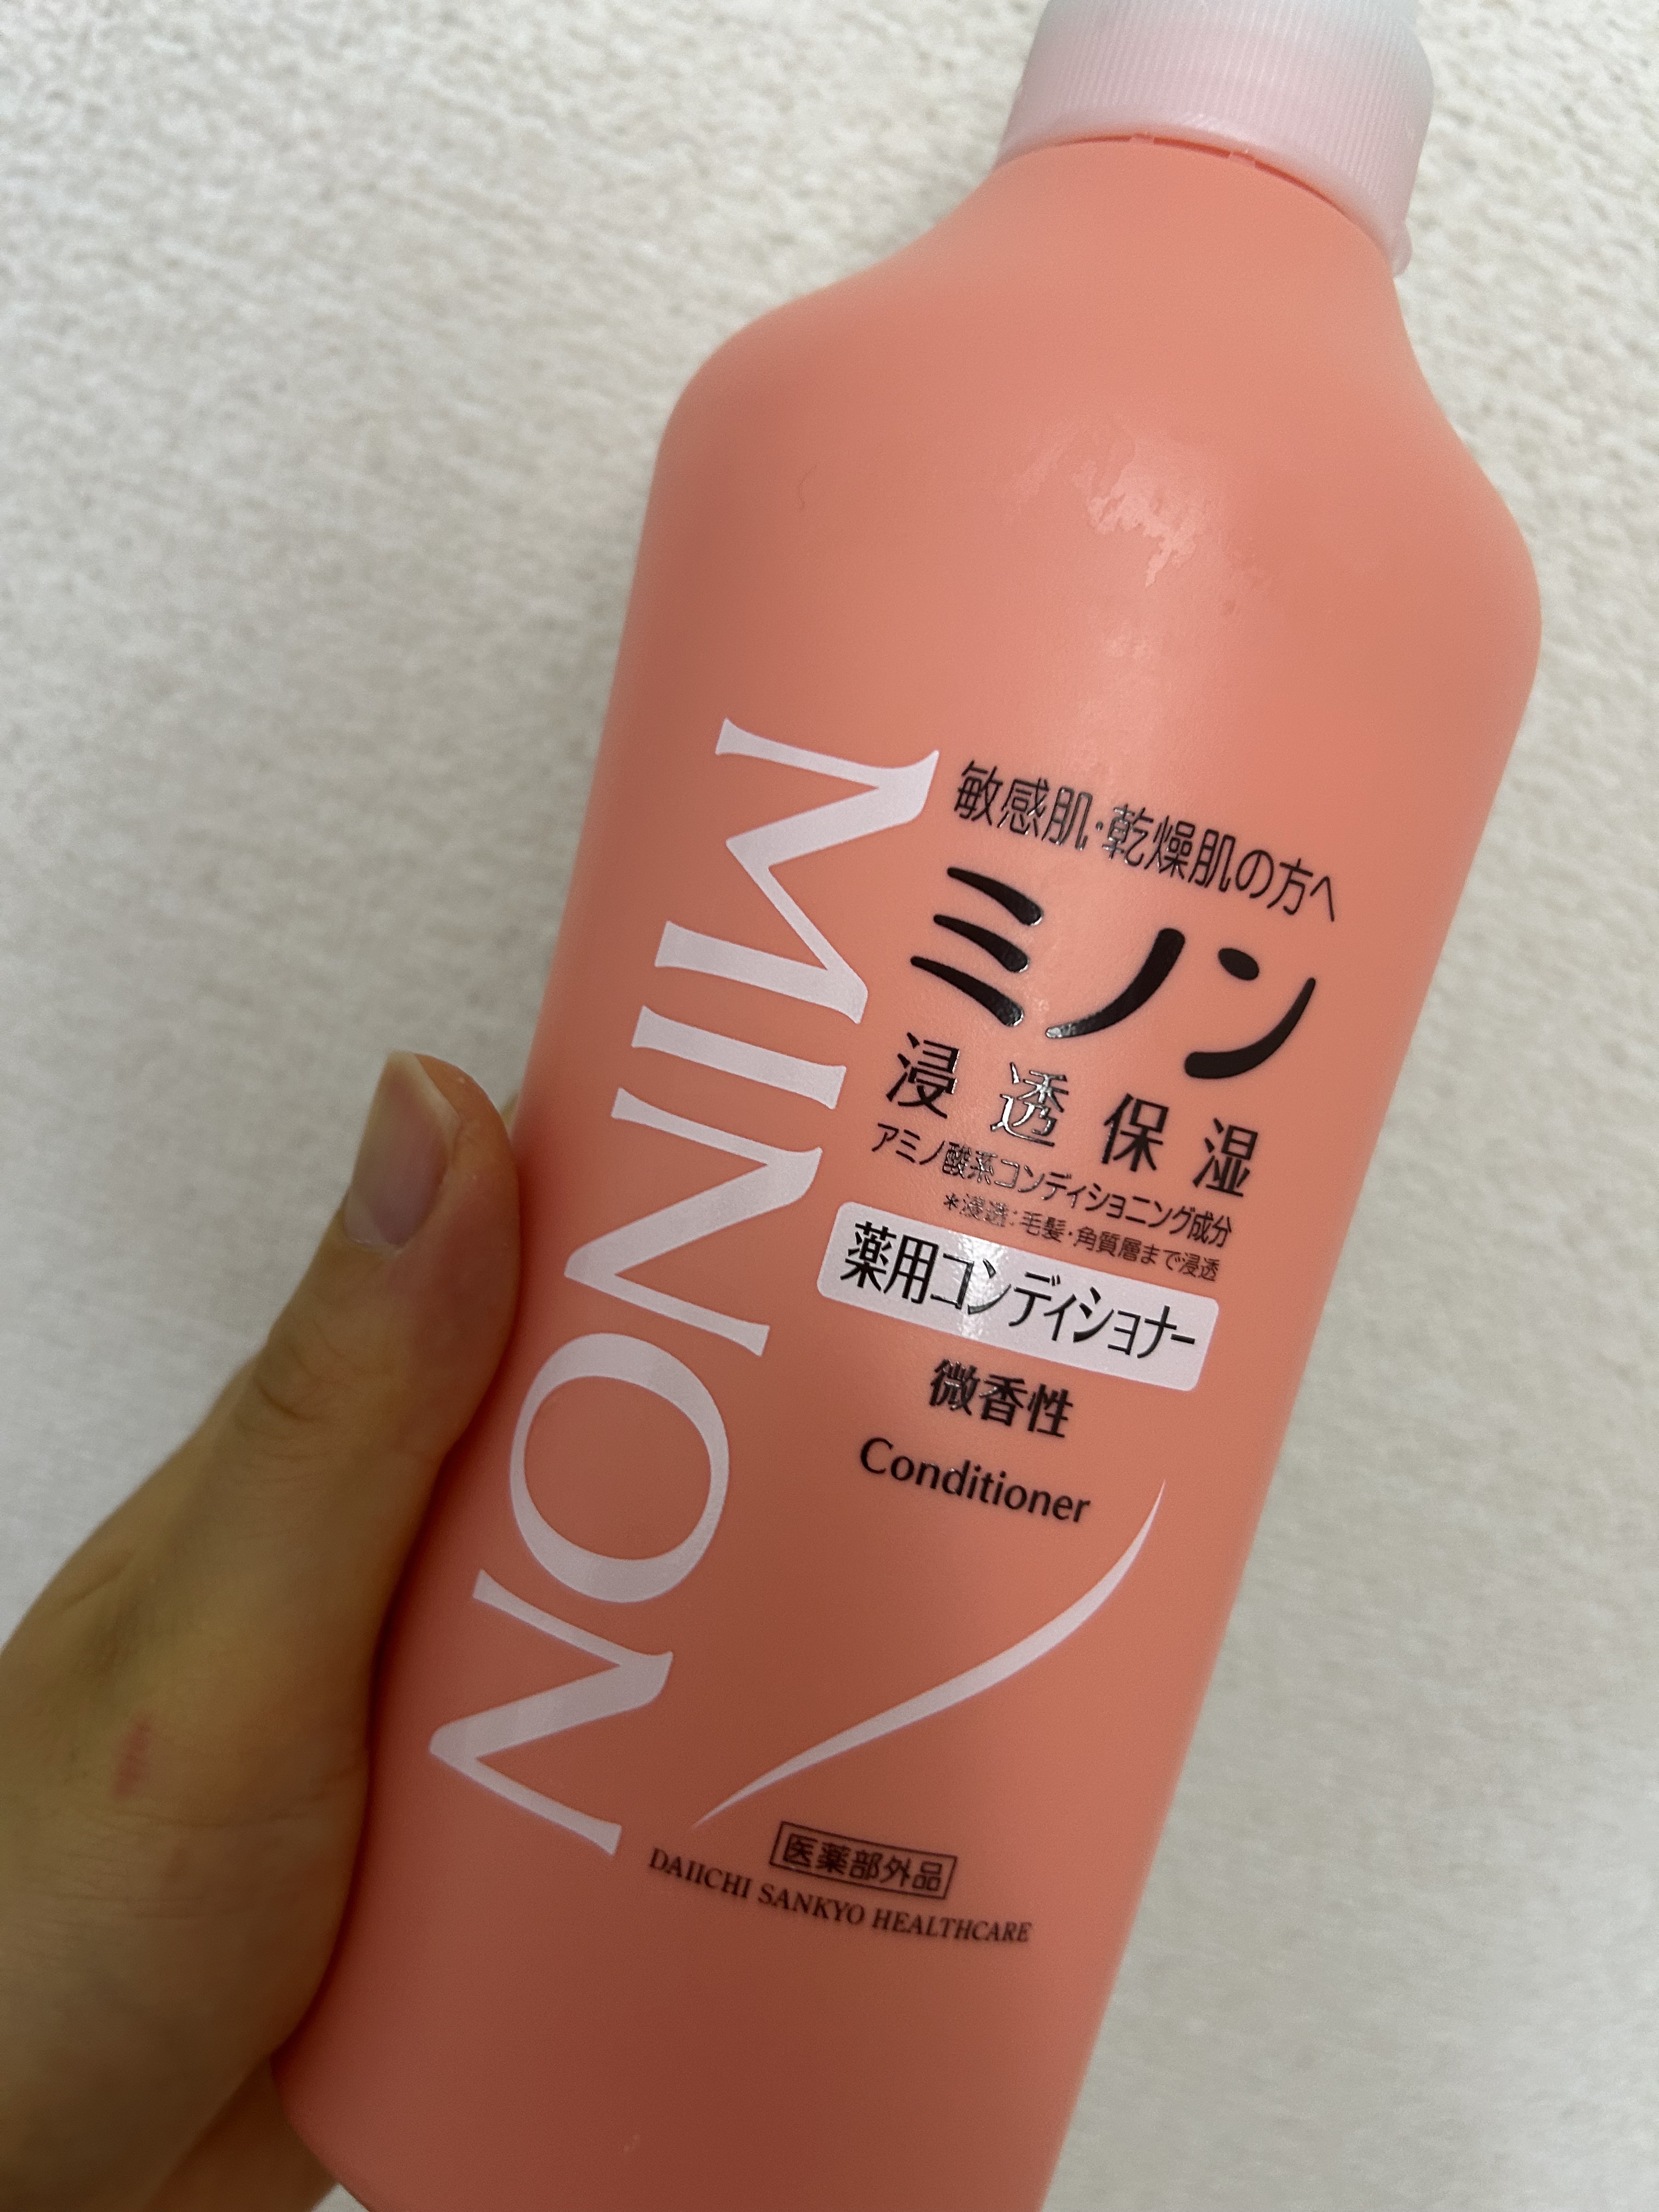 MINON
敏感肌・乾燥肌の方へ
ミノン
浸透保湿
アミノ酸系コンディショニング成分
*浸透:毛髪・角質層まで浸透
薬用コンディショナー
微香性
Conditioner
医薬部外品
DAIICHI SANKYO HEALTHCARE